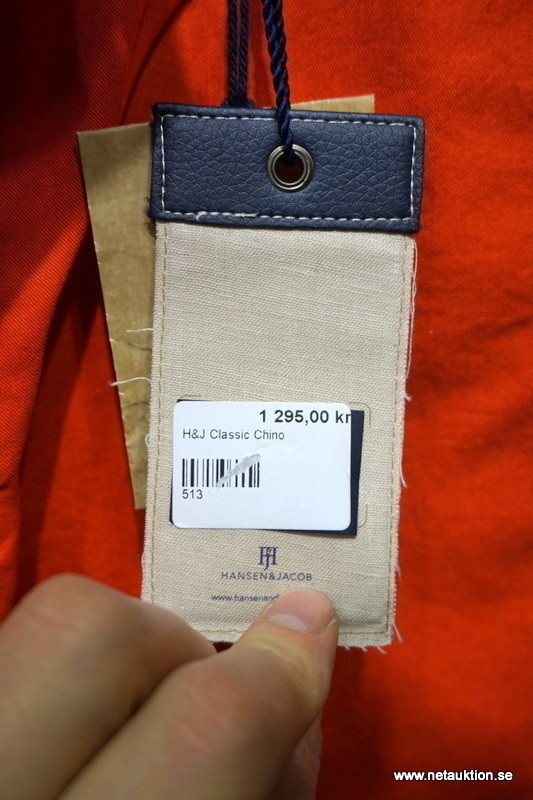 1 295,00 kr
H&J Classic Chino
513
HJ
HANSEN&JACOB
www.netauktion.se